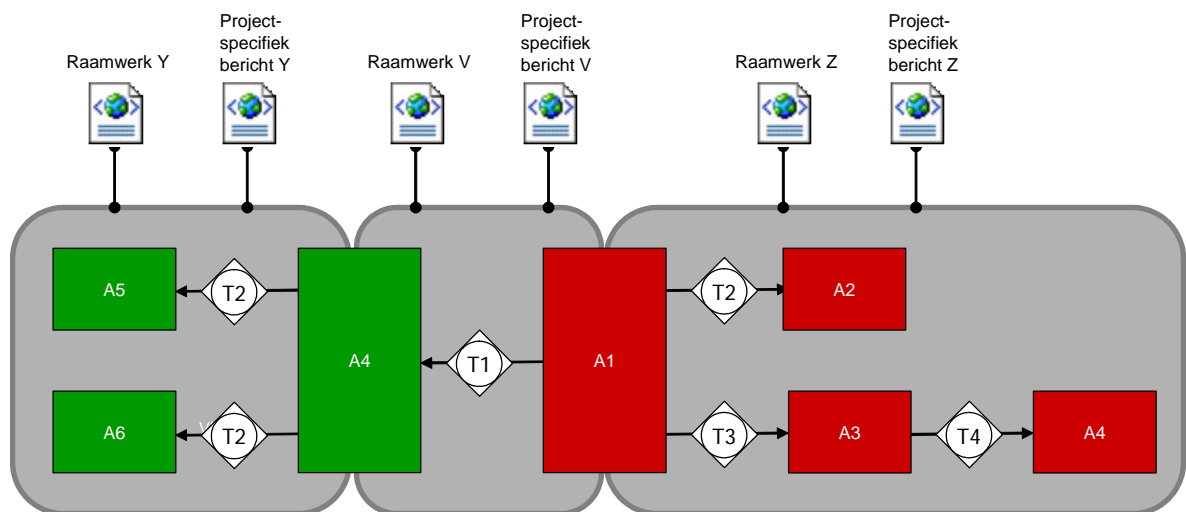 Raamwerk Y
Project-
specifiek
bericht Y
Raamwerk V
Project-
specifiek
bericht V
Raamwerk Z
Project-
specifiek
bericht Z
A5
T2
A4
T1
A1
T2
A2
A6
T2
T3
A3
T4
A4